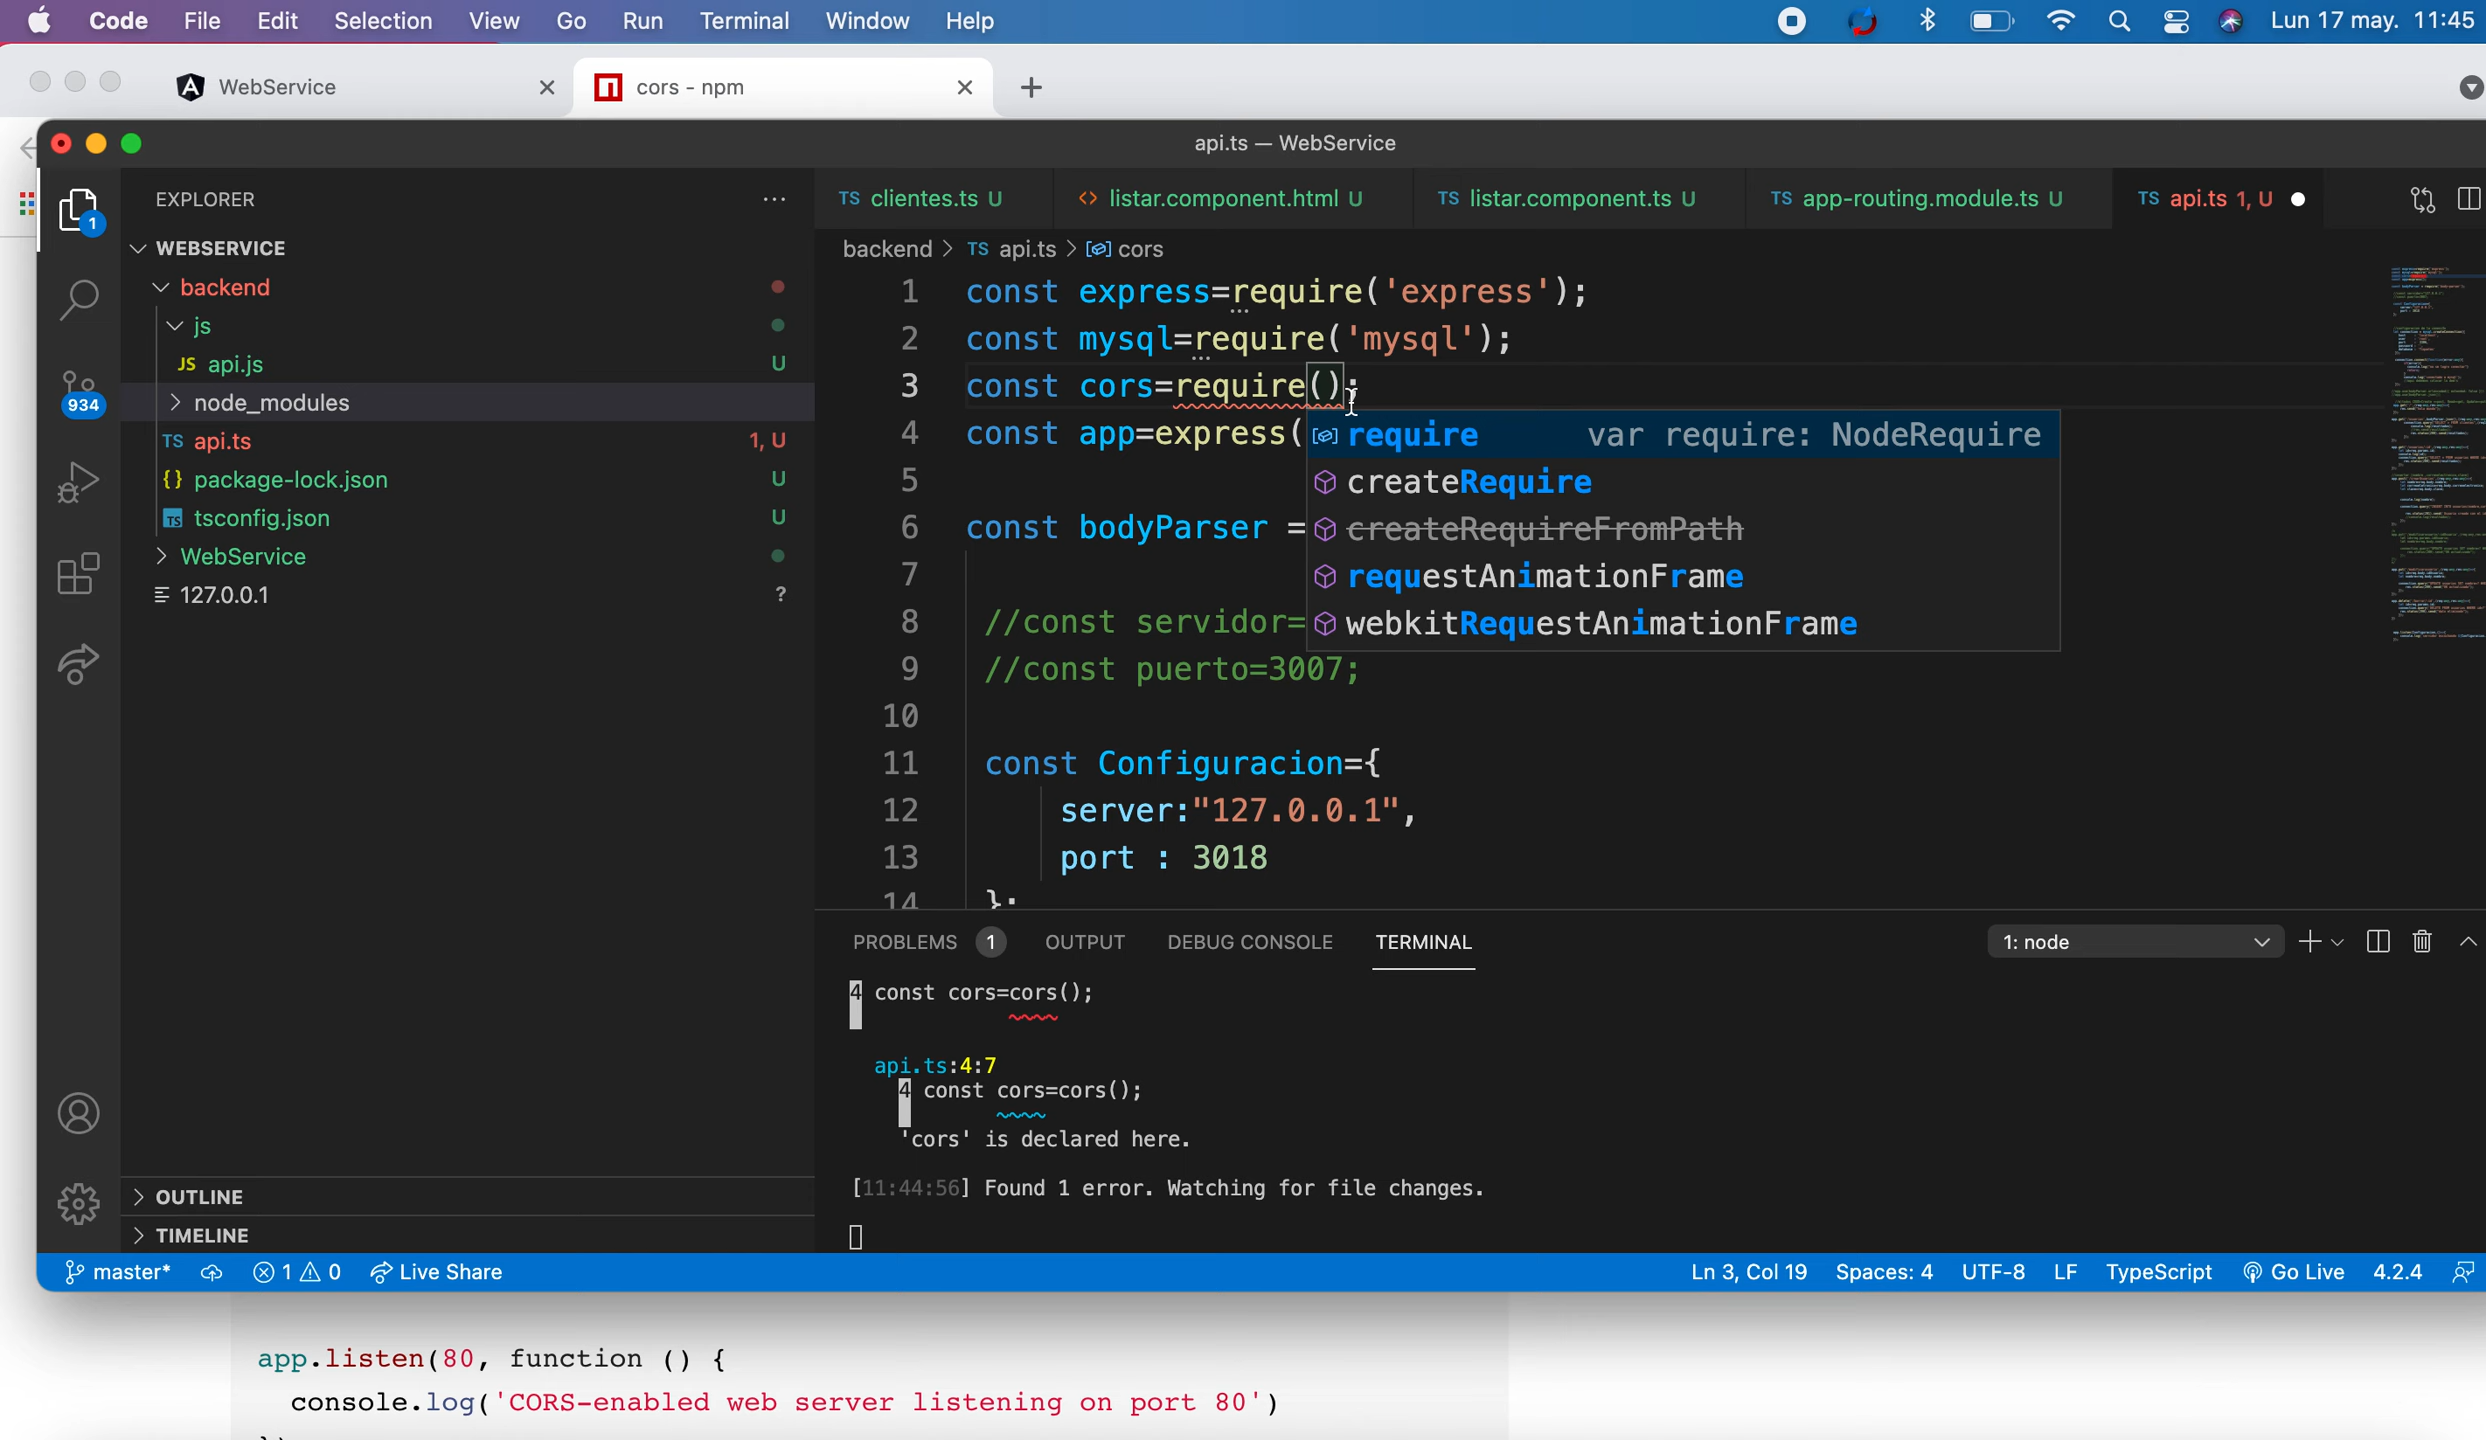 Code File Edit Selection View Go Run Terminal Window Help Lun 17 may. 11:45
WebService cors - npm
api.ts — WebService
EXPLORER
clientes.ts U listar.component.html U listar.component.ts U app-routing.module.ts U api.ts 1, U
backend > TS api.ts > cors
1
WEBSERVICE
backend
js
JS api.js U
934
node_modules
TS api.ts 1, U
{} package-lock.json U
TS tsconfig.json U
WebService
127.0.0.1 ?
OUTLINE
TIMELINE
1 const express=require('express');
2 const mysql=require('mysql');
3 const cors=require();
4 const app=express(
5
6 const bodyParser =
7
8 //const servidor=
9 //const puerto=3007;
10
11 const Configuracion={
12 server:"127.0.0.1",
13 port : 3018
14 };
require var require: NodeRequire
createRequire
createRequireFromPath
requestAnimationFrame
webkitRequestAnimationFrame
PROBLEMS 1 OUTPUT DEBUG CONSOLE TERMINAL 1: node
4 const cors=cors();
api.ts:4:7
4 const cors=cors();
'cors' is declared here.
[11:44:56] Found 1 error. Watching for file changes.
master* 1 0 Live Share Ln 3, Col 19 Spaces: 4 UTF-8 LF TypeScript Go Live 4.2.4
app.listen(80, function () {
console.log('CORS-enabled web server listening on port 80')